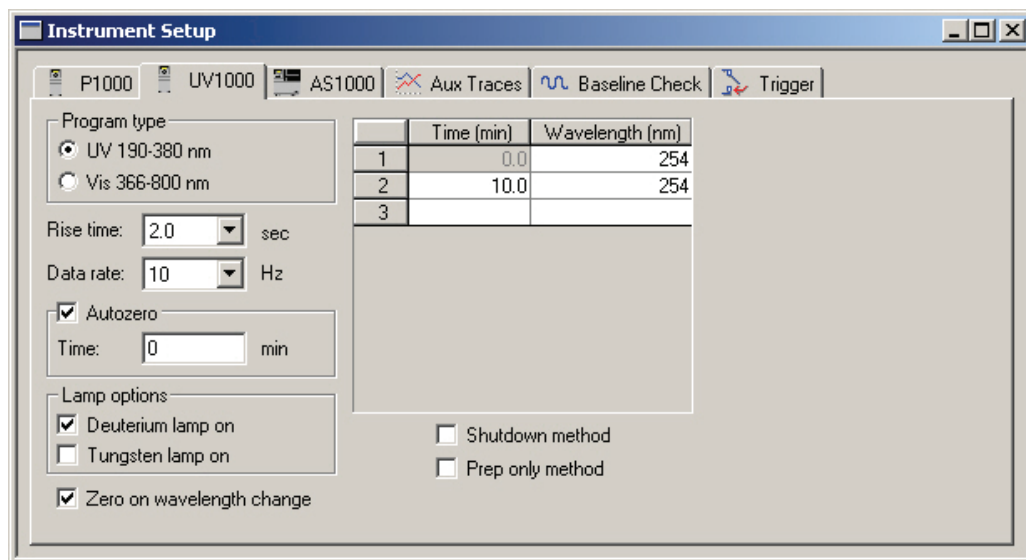 Instrument Setup
P1000 UV1000 AS1000 Aux Traces Baseline Check Trigger
Program type
UV 190-380 nm
Vis 366-800 nm
Rise time: 2.0 sec
Data rate: 10 Hz
Autozero
Time: 0 min
Lamp options
Deuterium lamp on
Tungsten lamp on
Zero on wavelength change
Time (min) Wavelength (nm)
1 0.0 254
2 10.0 254
3
Shutdown method
Prep only method